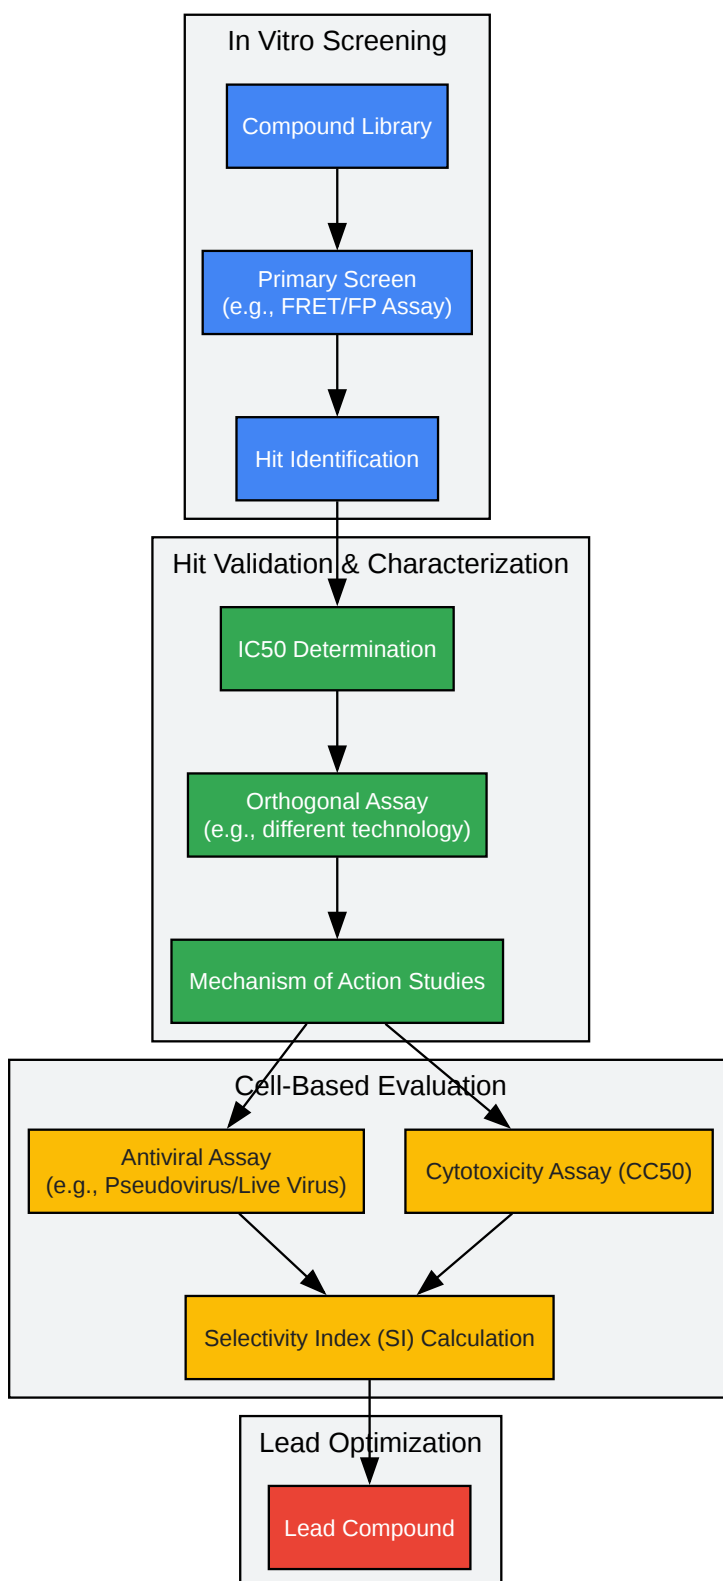 In Vitro Screening
Compound Library
Primary Screen
(e.g., FRET/FP Assay)
Hit Identification
Hit Validation & Characterization
IC50 Determination
Orthogonal Assay
(e.g., different technology)
Mechanism of Action Studies
Cell-Based Evaluation
Antiviral Assay
(e.g., Pseudovirus/Live Virus)
Cytotoxicity Assay (CC50)
Selectivity Index (SI) Calculation
Lead Optimization
Lead Compound